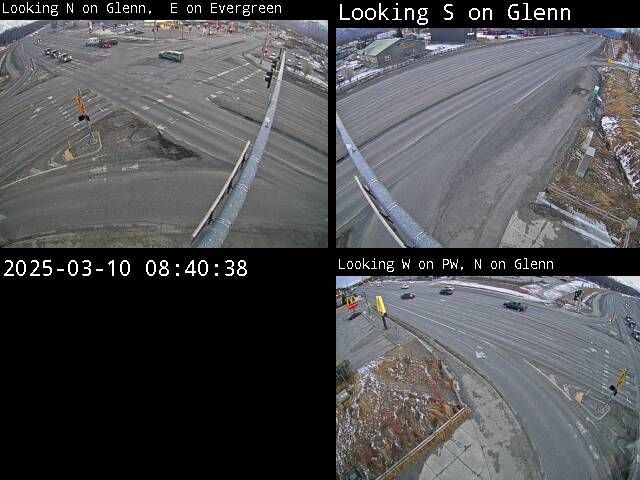 Looking N on Glenn,  E on Evergreen
Looking S on Glenn
2025-03-10 08:40:38
Looking W on PW, N on Glenn